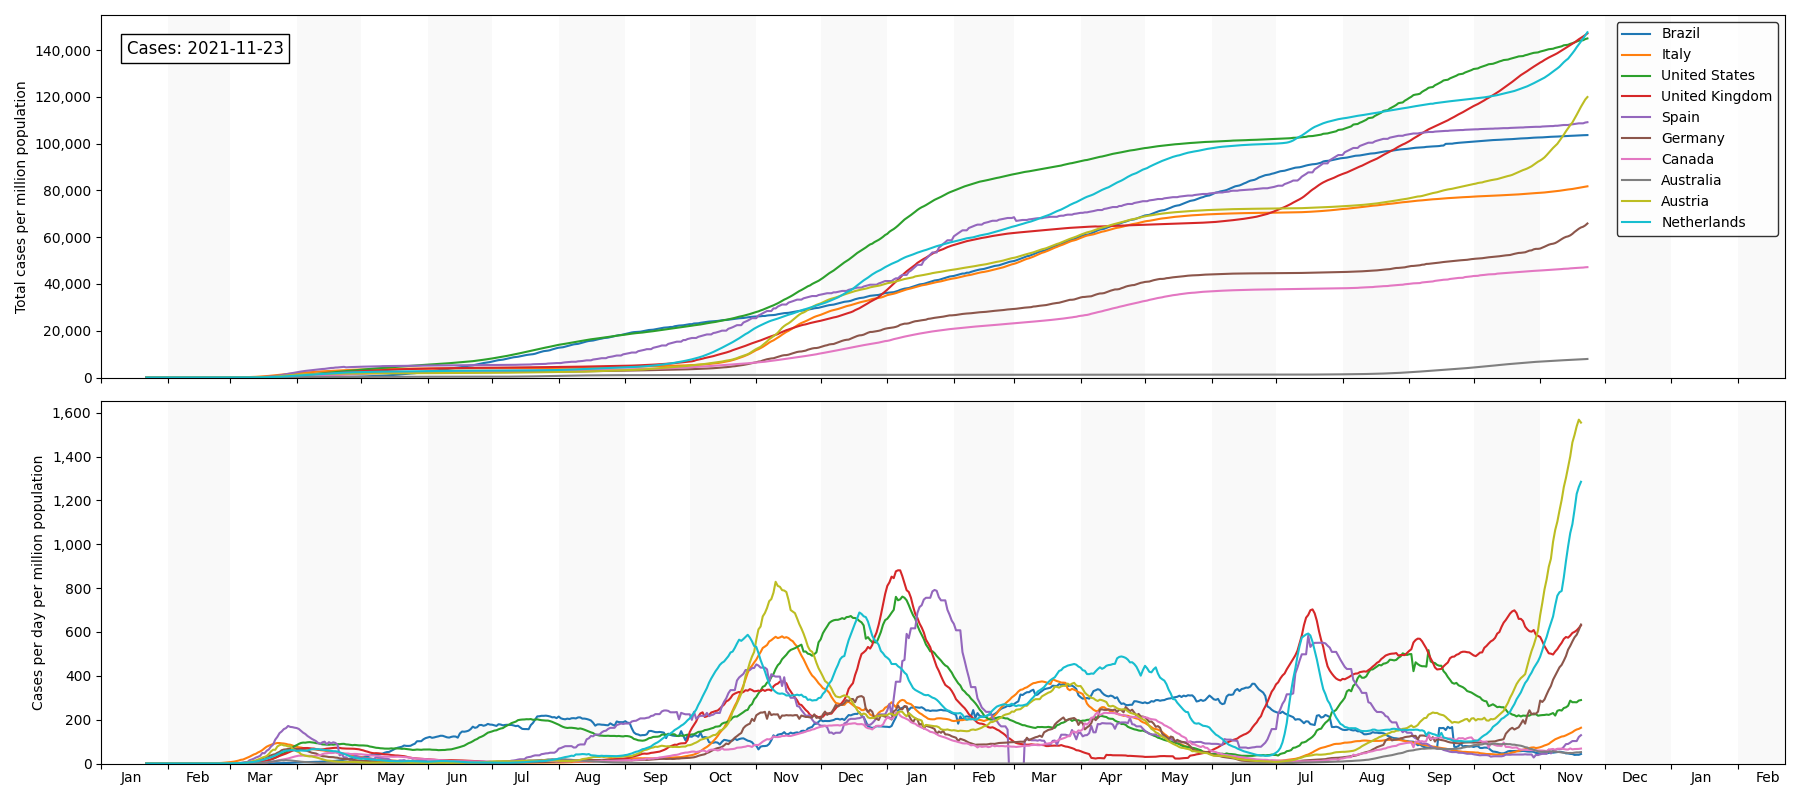 Cases: 2021-11-23
Total cases per million population
140,000
120,000
100,000
80,000
60,000
40,000
20,000
0
Brazil
Italy
United States
United Kingdom
Spain
Germany
Canada
Australia
Austria
Netherlands
Cases per day per million population
1,600
1,400
1,200
1,000
800
600
400
200
0
Jan Feb Mar Apr May Jun Jul Aug Sep Oct Nov Dec Jan Feb Mar Apr May Jun Jul Aug Sep Oct Nov Dec Jan Feb